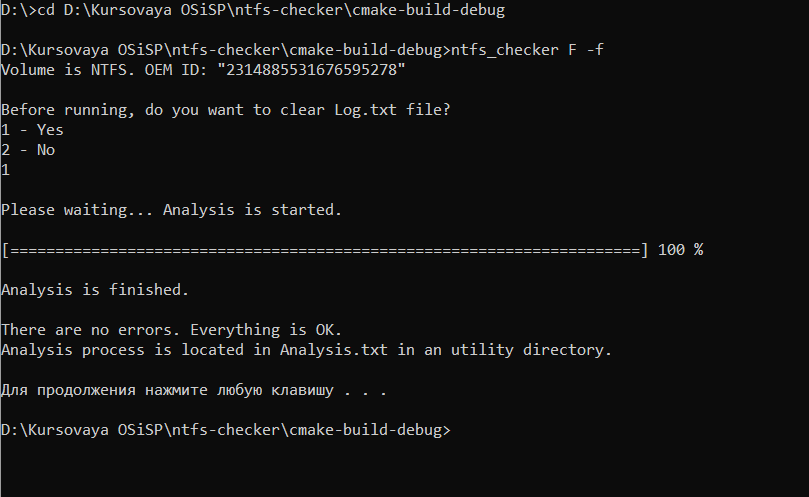 D:\>cd D:\Kursovaya OSiSP\ntfs-checker\cmake-build-debug
D:\Kursovaya OSiSP\ntfs-checker\cmake-build-debug>ntfs_checker F -f
Volume is NTFS. OEM ID: "2314885531676595278"
Before running, do you want to clear Log.txt file?
1 - Yes
2 - No
1
Please waiting... Analysis is started.
[======================================================================] 100 %
Analysis is finished.
There are no errors. Everything is OK.
Analysis process is located in Analysis.txt in an utility directory.
Для продолжения нажмите любую клавишу . . .
D:\Kursovaya OSiSP\ntfs-checker\cmake-build-debug>